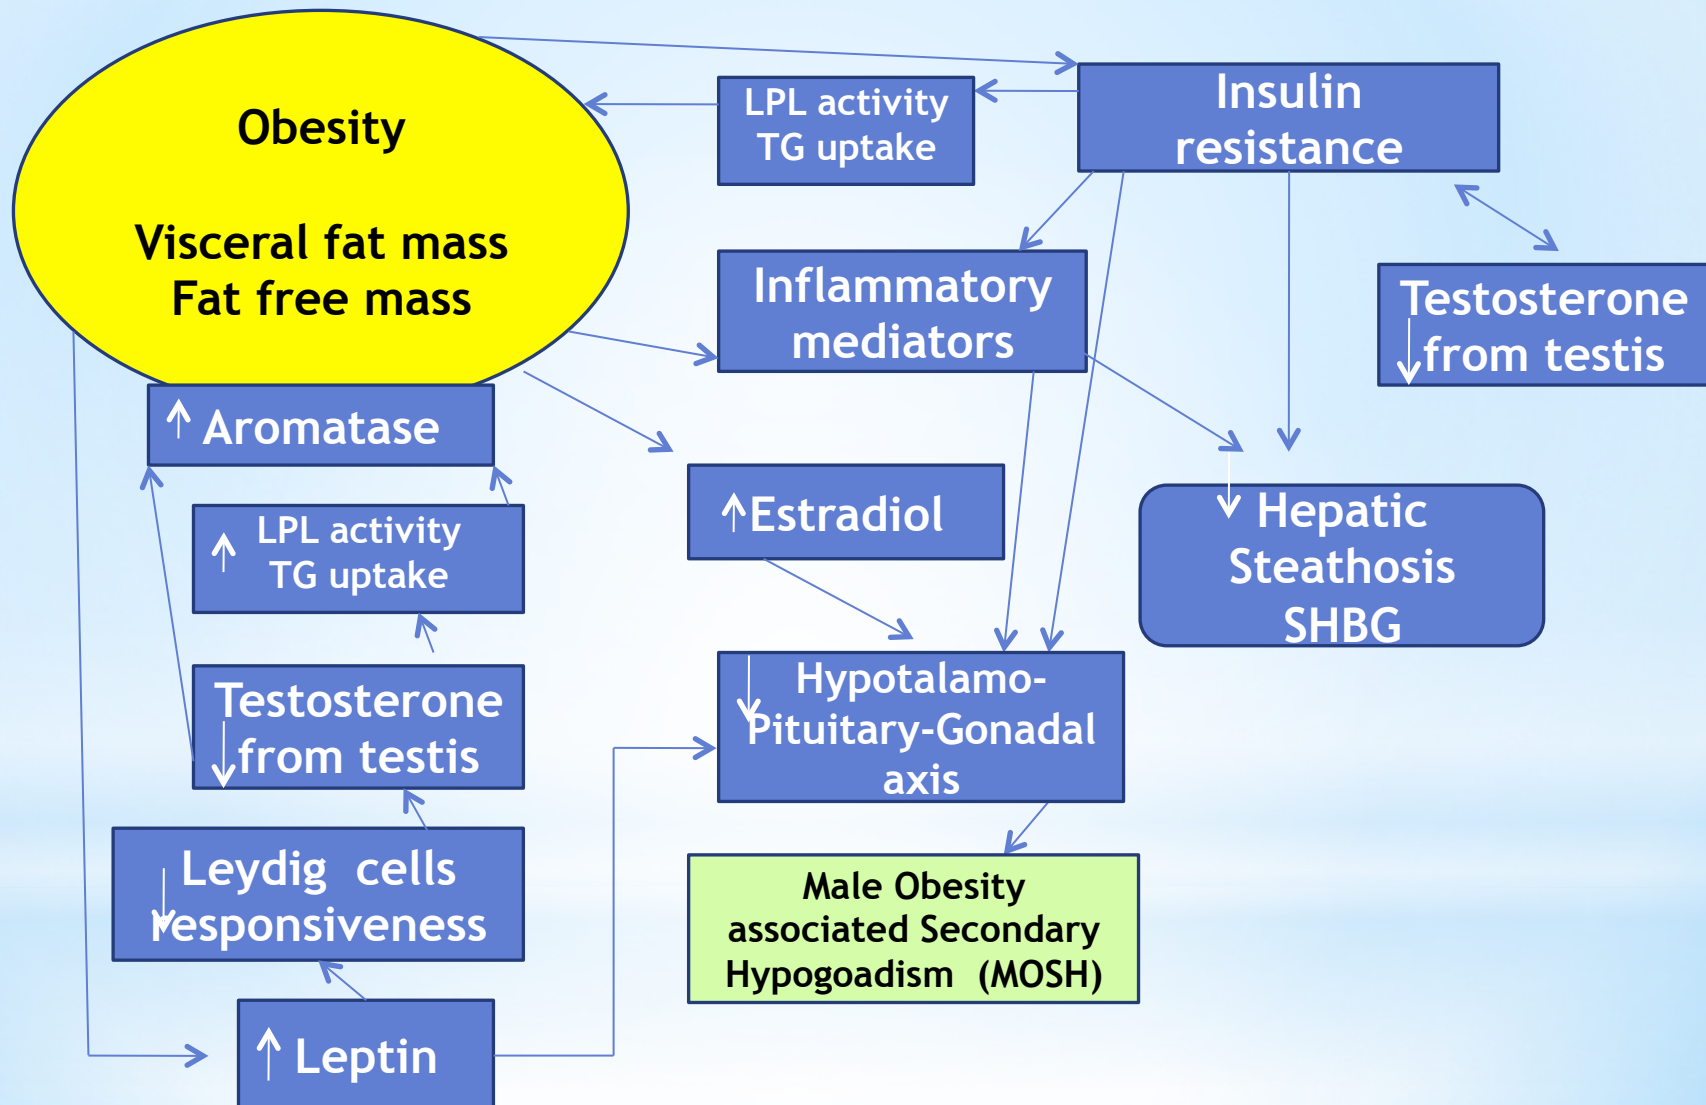 Obesity
Visceral fat mass
Fat free mass
LPL activity
TG uptake
Insulin
resistance
Inflammatory
mediators
Testosterone
from testis
Aromatase
LPL activity
TG uptake
Estradiol
Hepatic
Steathosis
SHBG
Testosterone
from testis
Hypotalamo-
Pituitary-Gonadal
axis
Leydig cells
responsiveness
Male Obesity
associated Secondary
Hypogoadism (MOSH)
Leptin